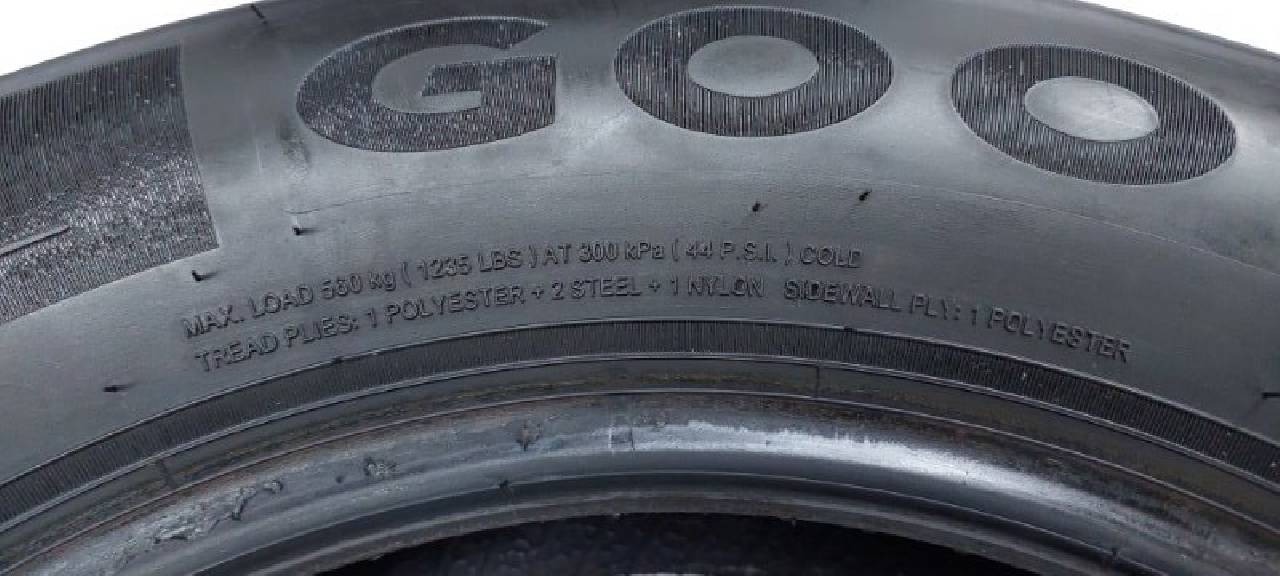 GOO
MAX. LOAD 560 kg ( 1235 LBS ) AT 300 kPa ( 44 P.S.I. ) COLD
TREAD PLIES: 1 POLYESTER + 2 STEEL + 1 NYLON SIDEWALL PLY: 1 POLYESTER